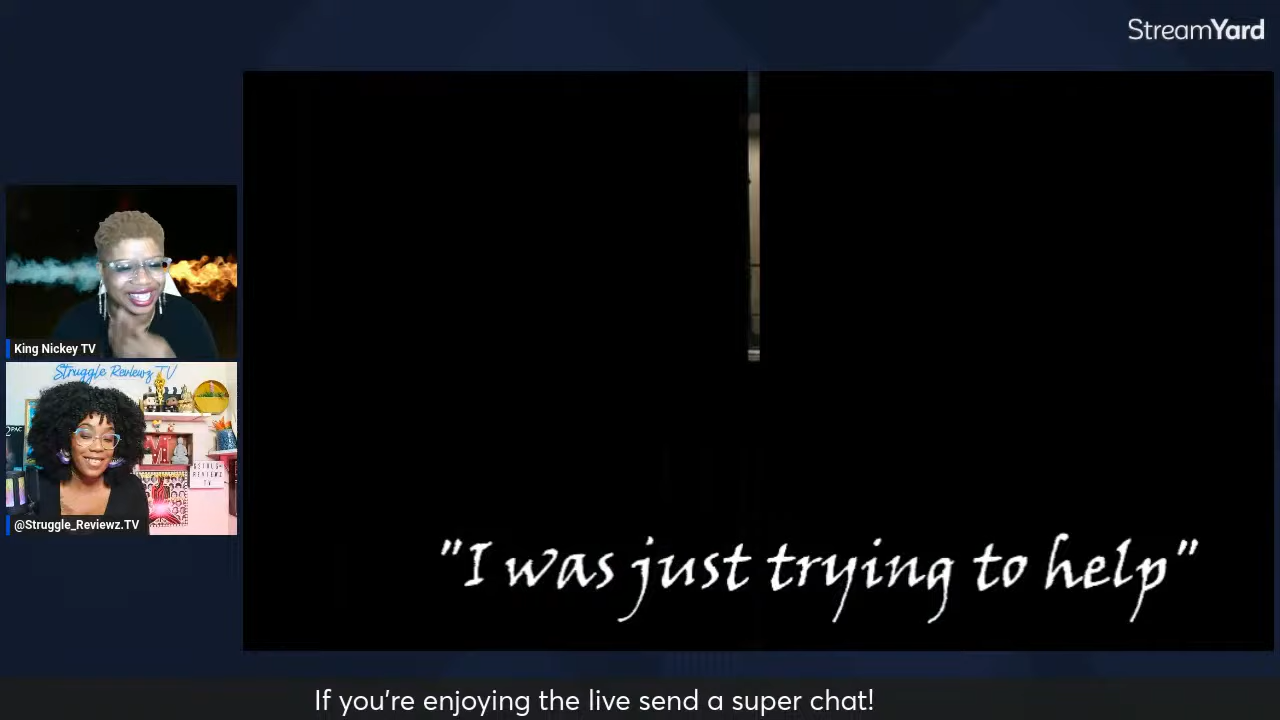 StreamYard
King Nickey TV
Struggle Reviewz TV
2PAC
@Struggle_Reviewz.TV
"I was just trying to help"
If you're enjoying the live send a super chat!